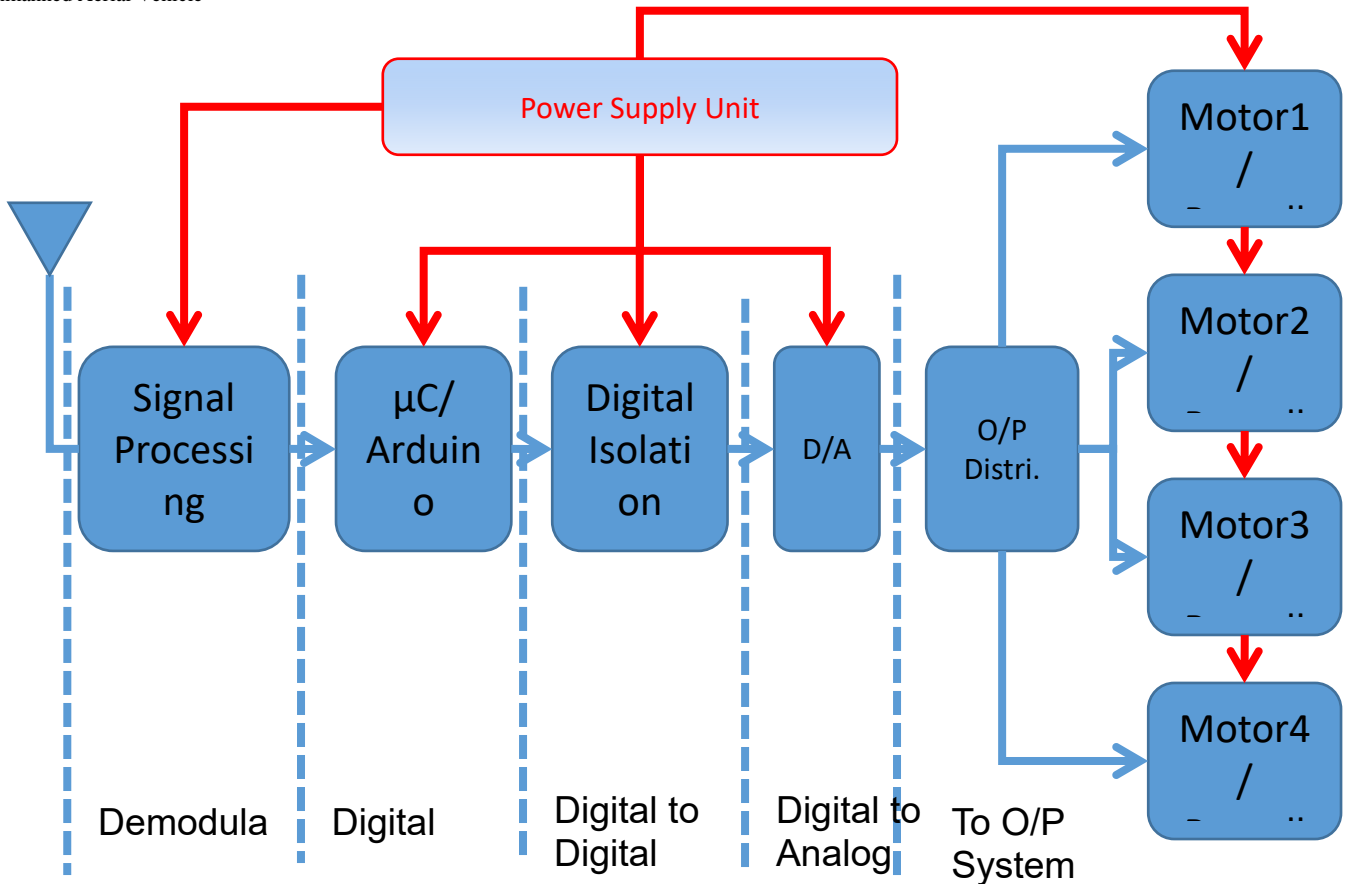 Power Supply Unit
Motor1
/
Motor2
/
Motor3
/
Motor4
/
Signal
Processi
ng
µC/
Arduin
o
Digital
Isolati
on
D/A
O/P
Distri.
Demodula
Digital
Digital to
Digital
Digital to
Analog
To O/P
System